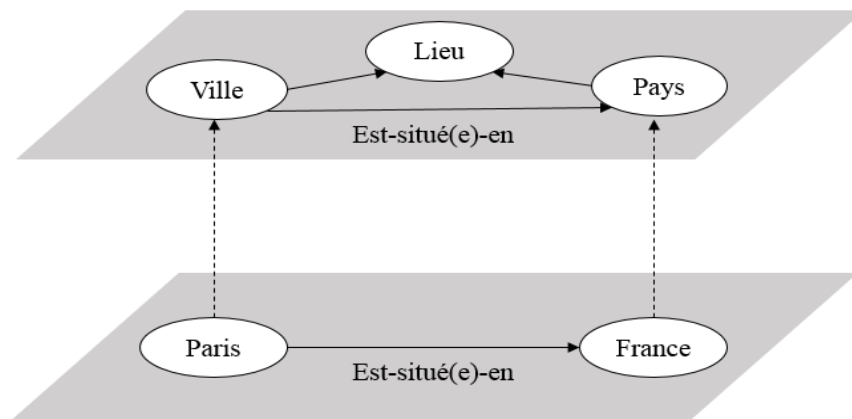 Lieu
Ville
Pays
Est-situé(e)-en
Paris
France
Est-situé(e)-en